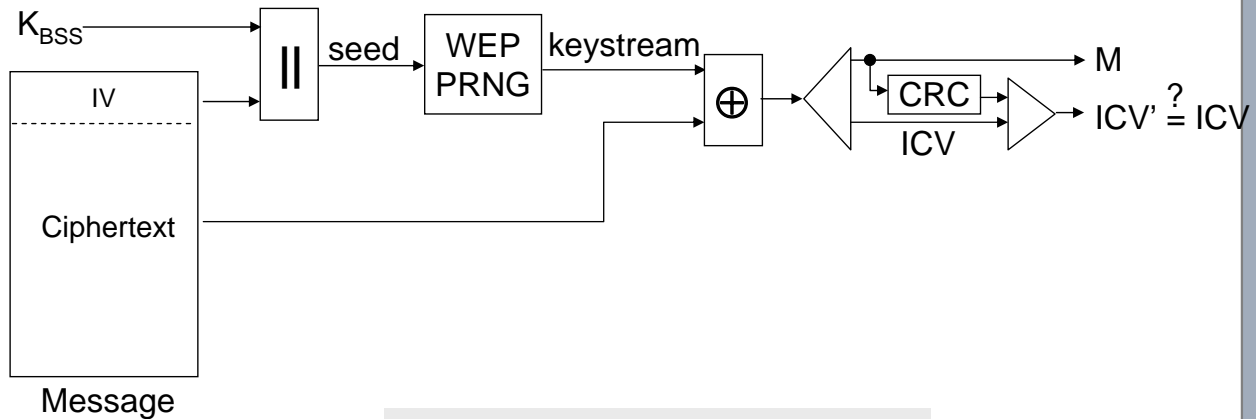 K_BSS
IV
Ciphertext
Message
||
seed
WEP
PRNG
keystream
⊕
M
CRC
ICV
ICV' ≟ ICV